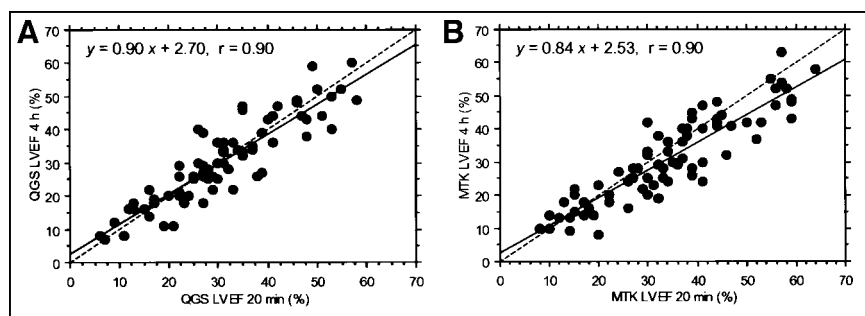 A
y = 0.90 x + 2.70, r = 0.90
QGS LVEF 4 h (%)
70
60
50
40
30
20
10
0
0 10 20 30 40 50 60 70
QGS LVEF 20 min (%)
B
y = 0.84 x + 2.53, r = 0.90
MTK LVEF 4 h (%)
70
60
50
40
30
20
10
0
0 10 20 30 40 50 60 70
MTK LVEF 20 min (%)